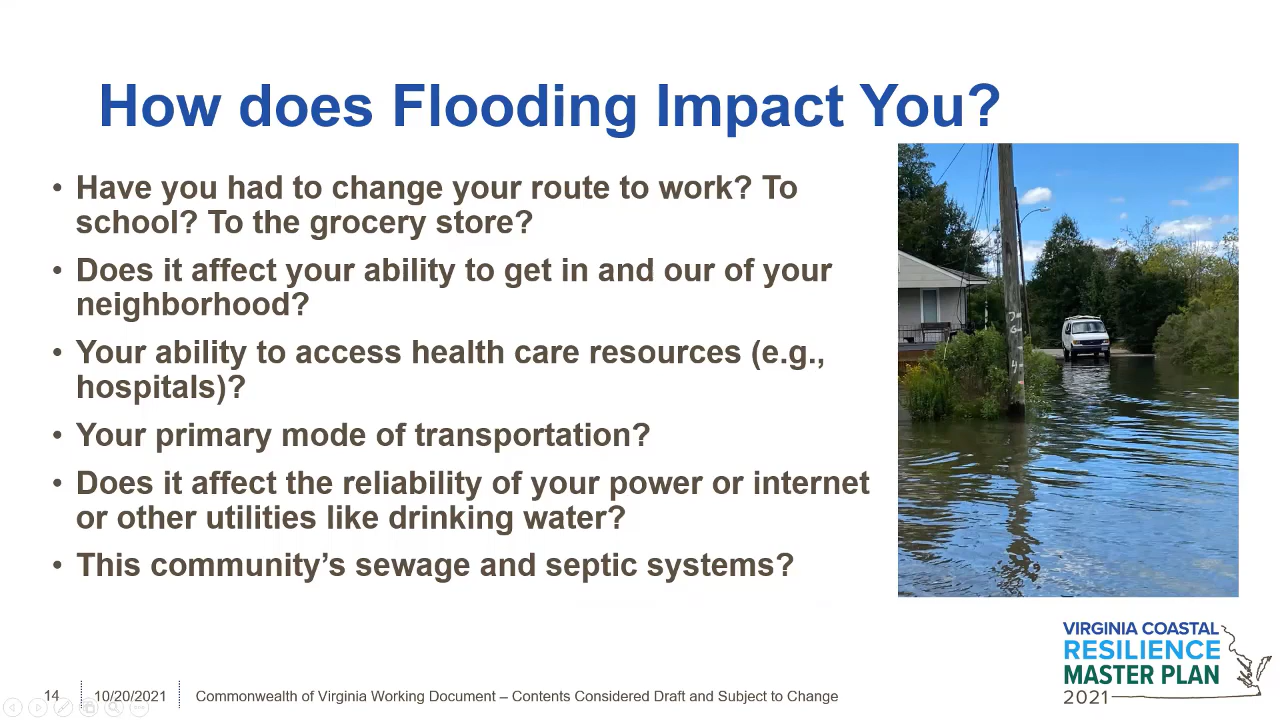 How does Flooding Impact You?
• Have you had to change your route to work? To
school? To the grocery store?
• Does it affect your ability to get in and our of your
neighborhood?
• Your ability to access health care resources (e.g.,
hospitals)?
• Your primary mode of transportation?
• Does it affect the reliability of your power or internet
or other utilities like drinking water?
• This community’s sewage and septic systems?
VIRGINIA COASTAL
RESILIENCE
MASTER PLAN
2021
14
10/20/2021
Commonwealth of Virginia Working Document – Contents Considered Draft and Subject to Change